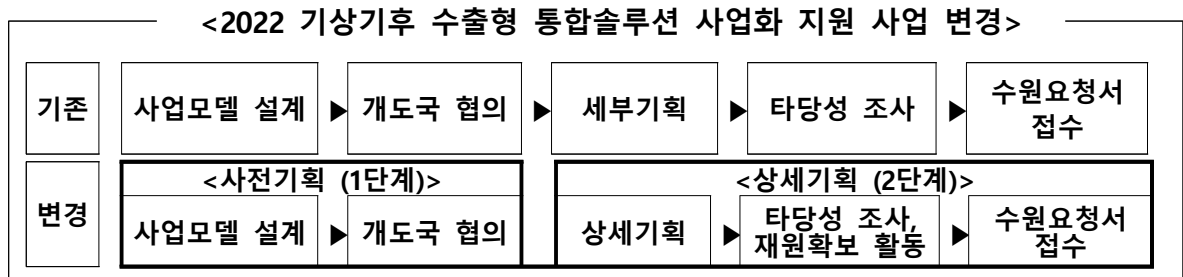 <2022 기상기후 수출형 통합솔루션 사업화 지원 사업 변경>
기존 사업모델 설계 ▶ 개도국 협의 ▶ 세부기획 ▶ 타당성 조사 ▶ 수원요청서
접수
변경
<사전기획 (1단계)> <상세기획 (2단계)>
사업모델 설계 ▶ 개도국 협의 상세기획 ▶ 타당성 조사, ▶ 수원요청서
재원확보 활동 접수